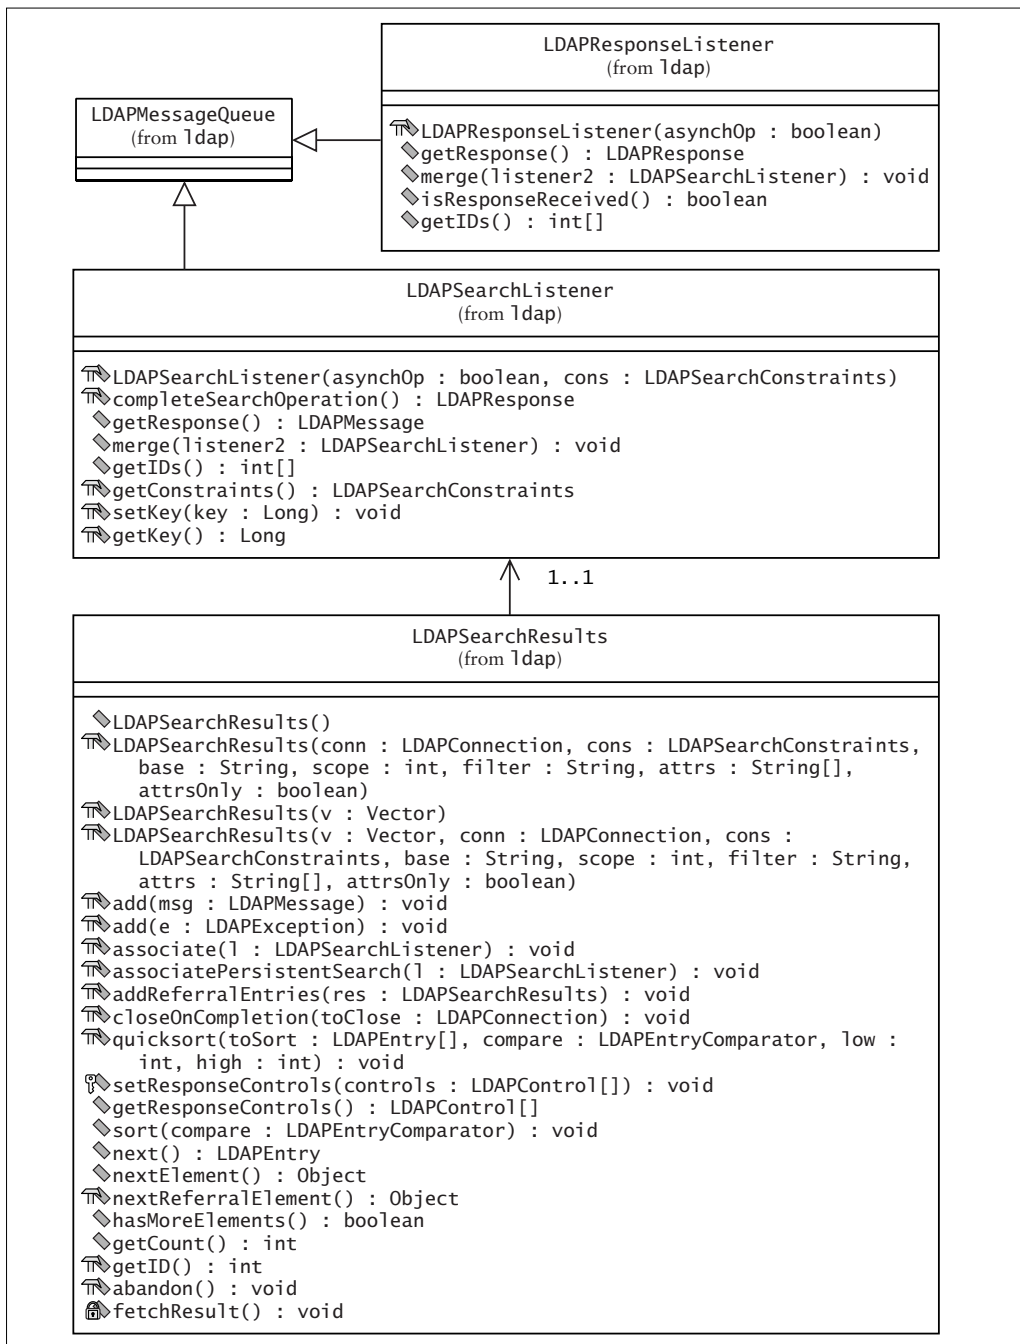 LDAPResponseListener
(from ldap)
LDAPMessageQueue
(from ldap)
LDAPResponseListener(asynchOp : boolean)
getResponse() : LDAPResponse
merge(listener2 : LDAPSearchListener) : void
isResponseReceived() : boolean
getIDs() : int[]
LDAPSearchListener
(from ldap)
LDAPSearchListener(asynchOp : boolean, cons : LDAPSearchConstraints)
completeSearchOperation() : LDAPResponse
getResponse() : LDAPMessage
merge(listener2 : LDAPSearchListener) : void
getIDs() : int[]
getConstraints() : LDAPSearchConstraints
setKey(key : Long) : void
getKey() : Long
1..1
LDAPSearchResults
(from ldap)
LDAPSearchResults()
LDAPSearchResults(conn : LDAPConnection, cons : LDAPSearchConstraints,
base : String, scope : int, filter : String, attrs : String[],
attrsOnly : boolean)
LDAPSearchResults(v : Vector)
LDAPSearchResults(v : Vector, conn : LDAPConnection, cons :
LDAPSearchConstraints, base : String, scope : int, filter : String,
attrs : String[], attrsOnly : boolean)
add(msg : LDAPMessage) : void
add(e : LDAPException) : void
associate(l : LDAPSearchListener) : void
associatePersistentSearch(l : LDAPSearchListener) : void
addReferralEntries(res : LDAPSearchResults) : void
closeOnCompletion(toClose : LDAPConnection) : void
quicksort(toSort : LDAPEntry[], compare : LDAPEntryComparator, low :
int, high : int) : void
setResponseControls(controls : LDAPControl[]) : void
getResponseControls() : LDAPControl[]
sort(compare : LDAPEntryComparator) : void
next() : LDAPEntry
nextElement() : Object
nextReferralElement() : Object
hasMoreElements() : boolean
getCount() : int
getID() : int
abandon() : void
fetchResult() : void